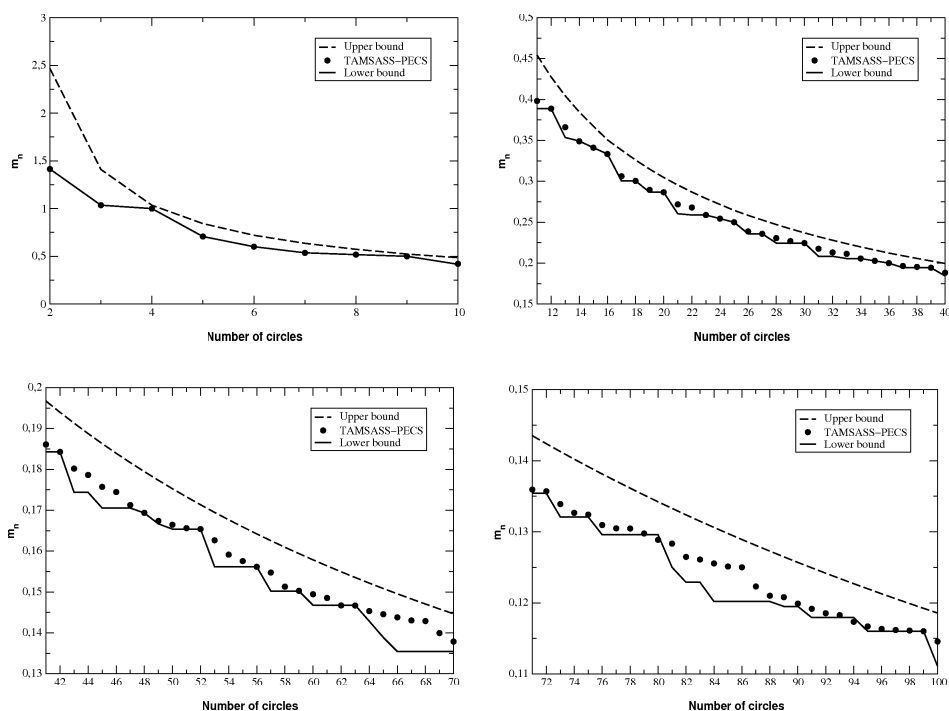 3
2,5
2
1,5
1
0,5
0
m_n
2 4 6 8 10
Number of circles
Upper bound
TAMSASS−PECS
Lower bound
0,5
0,45
0,4
0,35
0,3
0,25
0,2
0,15
m_n
12 14 16 18 20 22 24 26 28 30 32 34 36 38 40
Number of circles
Upper bound
TAMSASS−PECS
Lower bound
0,2
0,19
0,18
0,17
0,16
0,15
0,14
0,13
m_n
42 44 46 48 50 52 54 56 58 60 62 64 66 68 70
Number of circles
Upper bound
TAMSASS−PECS
Lower bound
0,15
0,14
0,13
0,12
0,11
m_n
72 74 76 78 80 82 84 86 88 90 92 94 96 98 100
Number of circles
Upper bound
TAMSASS−PECS
Lower bound